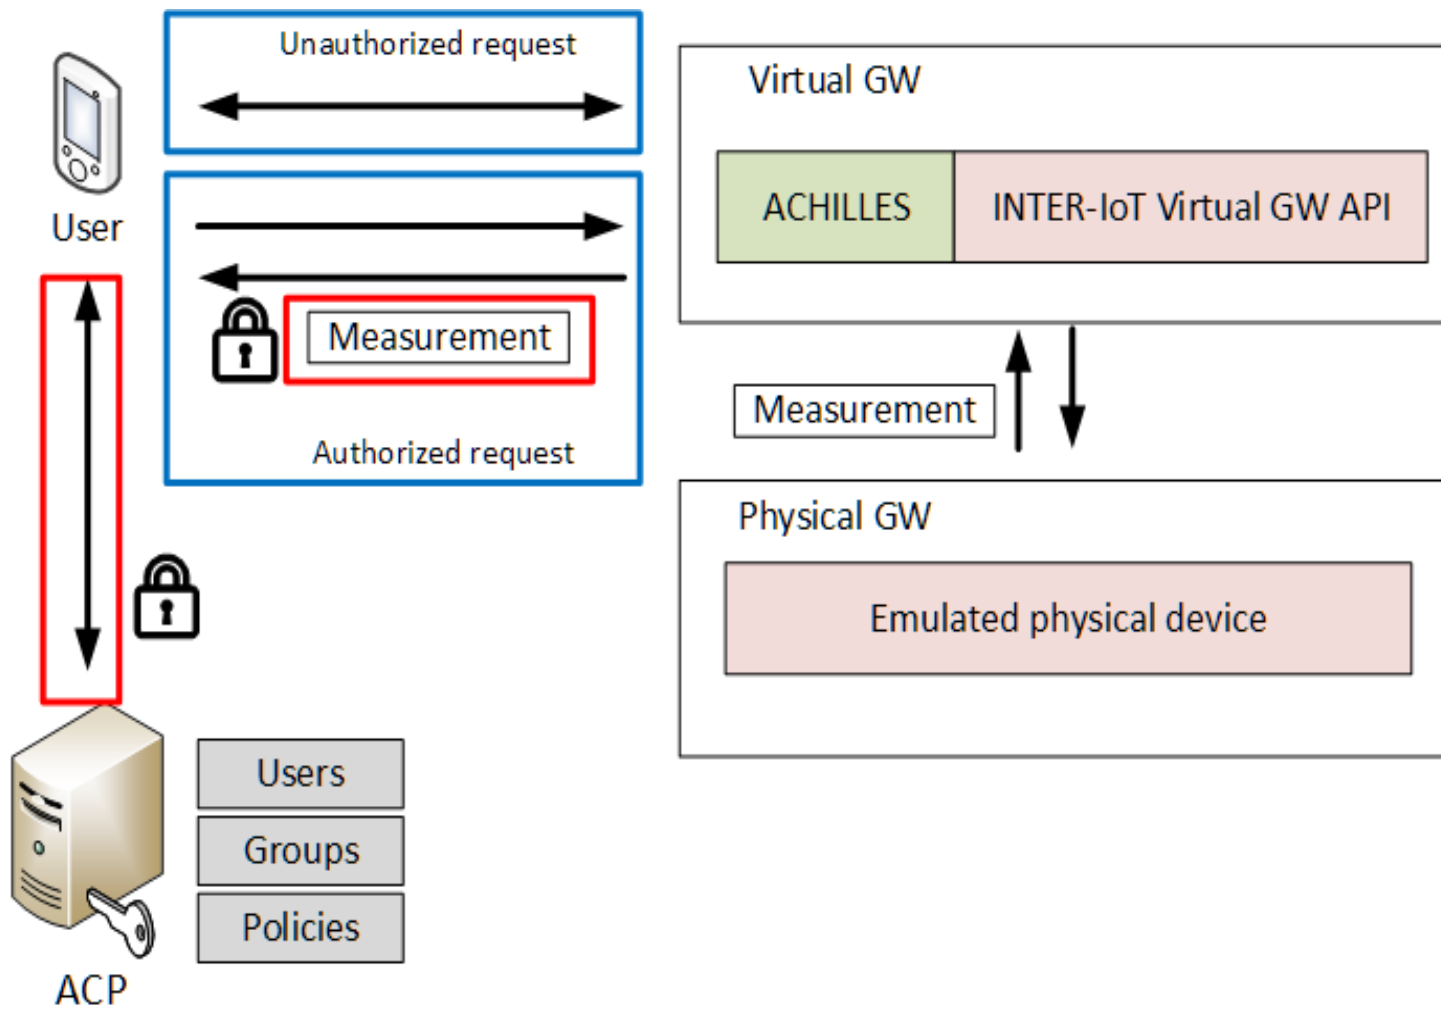 Unauthorized request
Virtual GW
ACHILLES
INTER-IoT Virtual GW API
User
Measurement
Authorized request
Measurement
Physical GW
Emulated physical device
Users
Groups
Policies
ACP